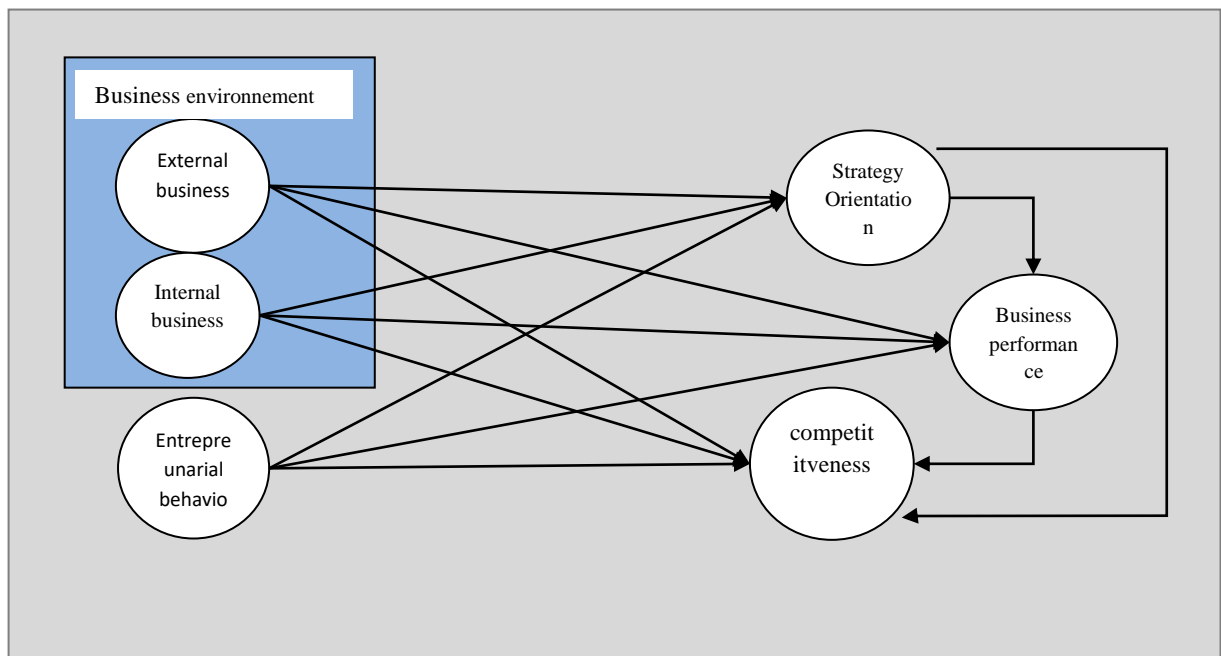 Business environnement
External
business
Internal
business
Entrepre
unarial
behavio
Strategy
Orientatio
n
Business
performan
ce
competit
itveness